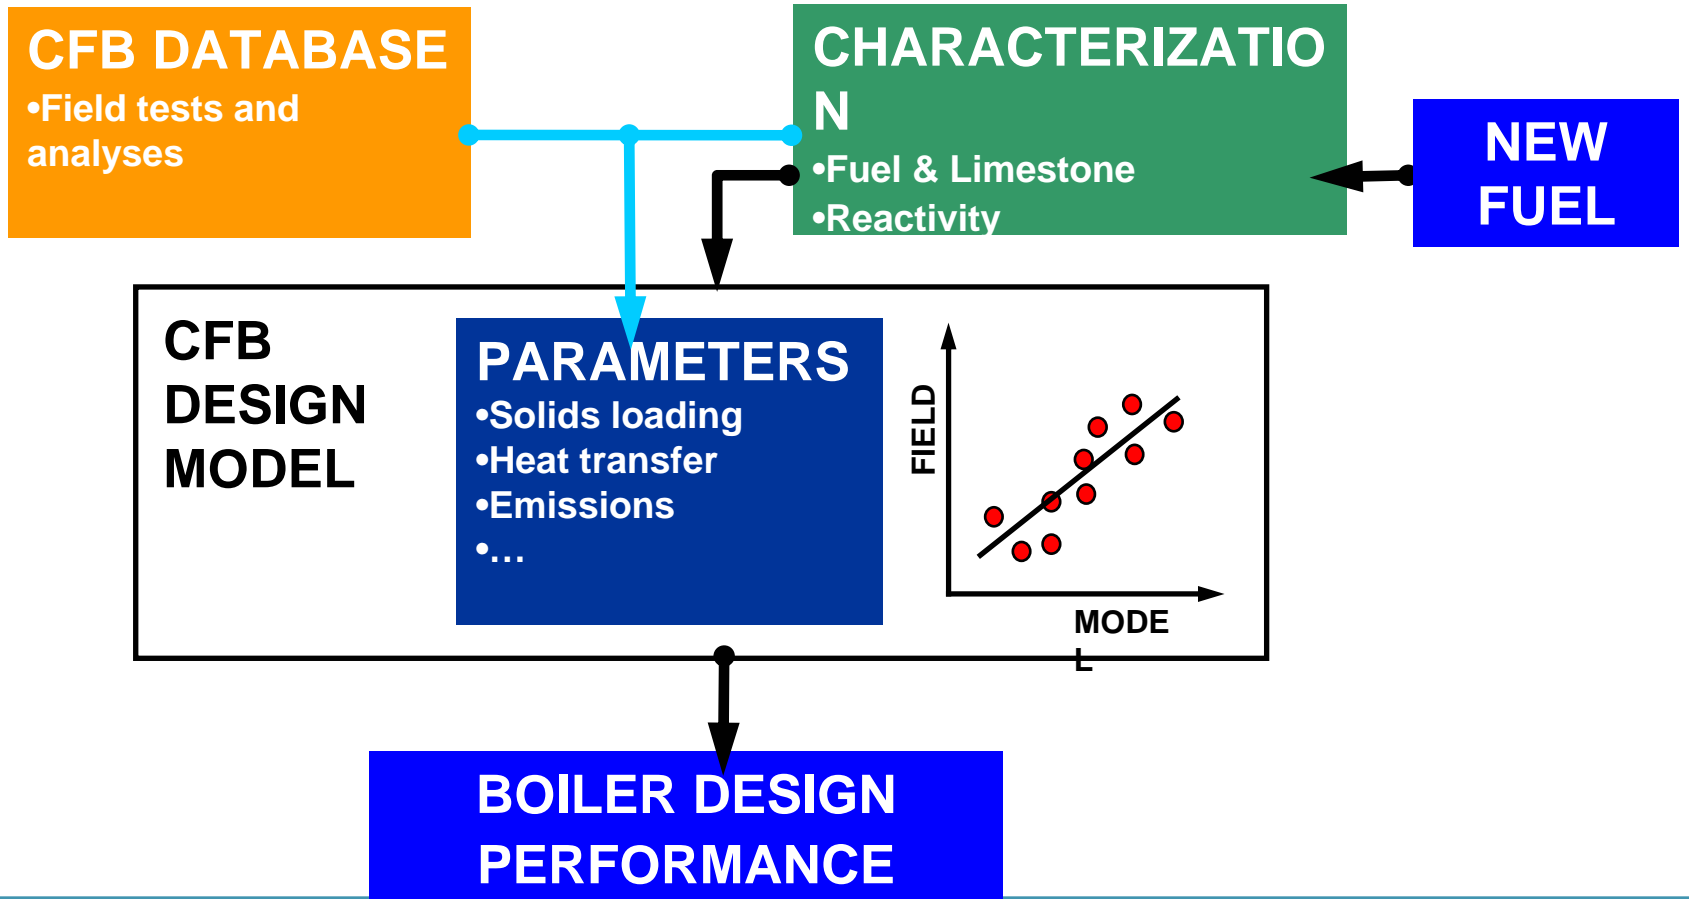 CFB DATABASE
•Field tests and
analyses
CHARACTERIZATIO
N
•Fuel & Limestone
•Reactivity
NEW
FUEL
CFB
DESIGN
MODEL
PARAMETERS
•Solids loading
•Heat transfer
•Emissions
•…
FIELD
MODE
L
BOILER DESIGN
PERFORMANCE